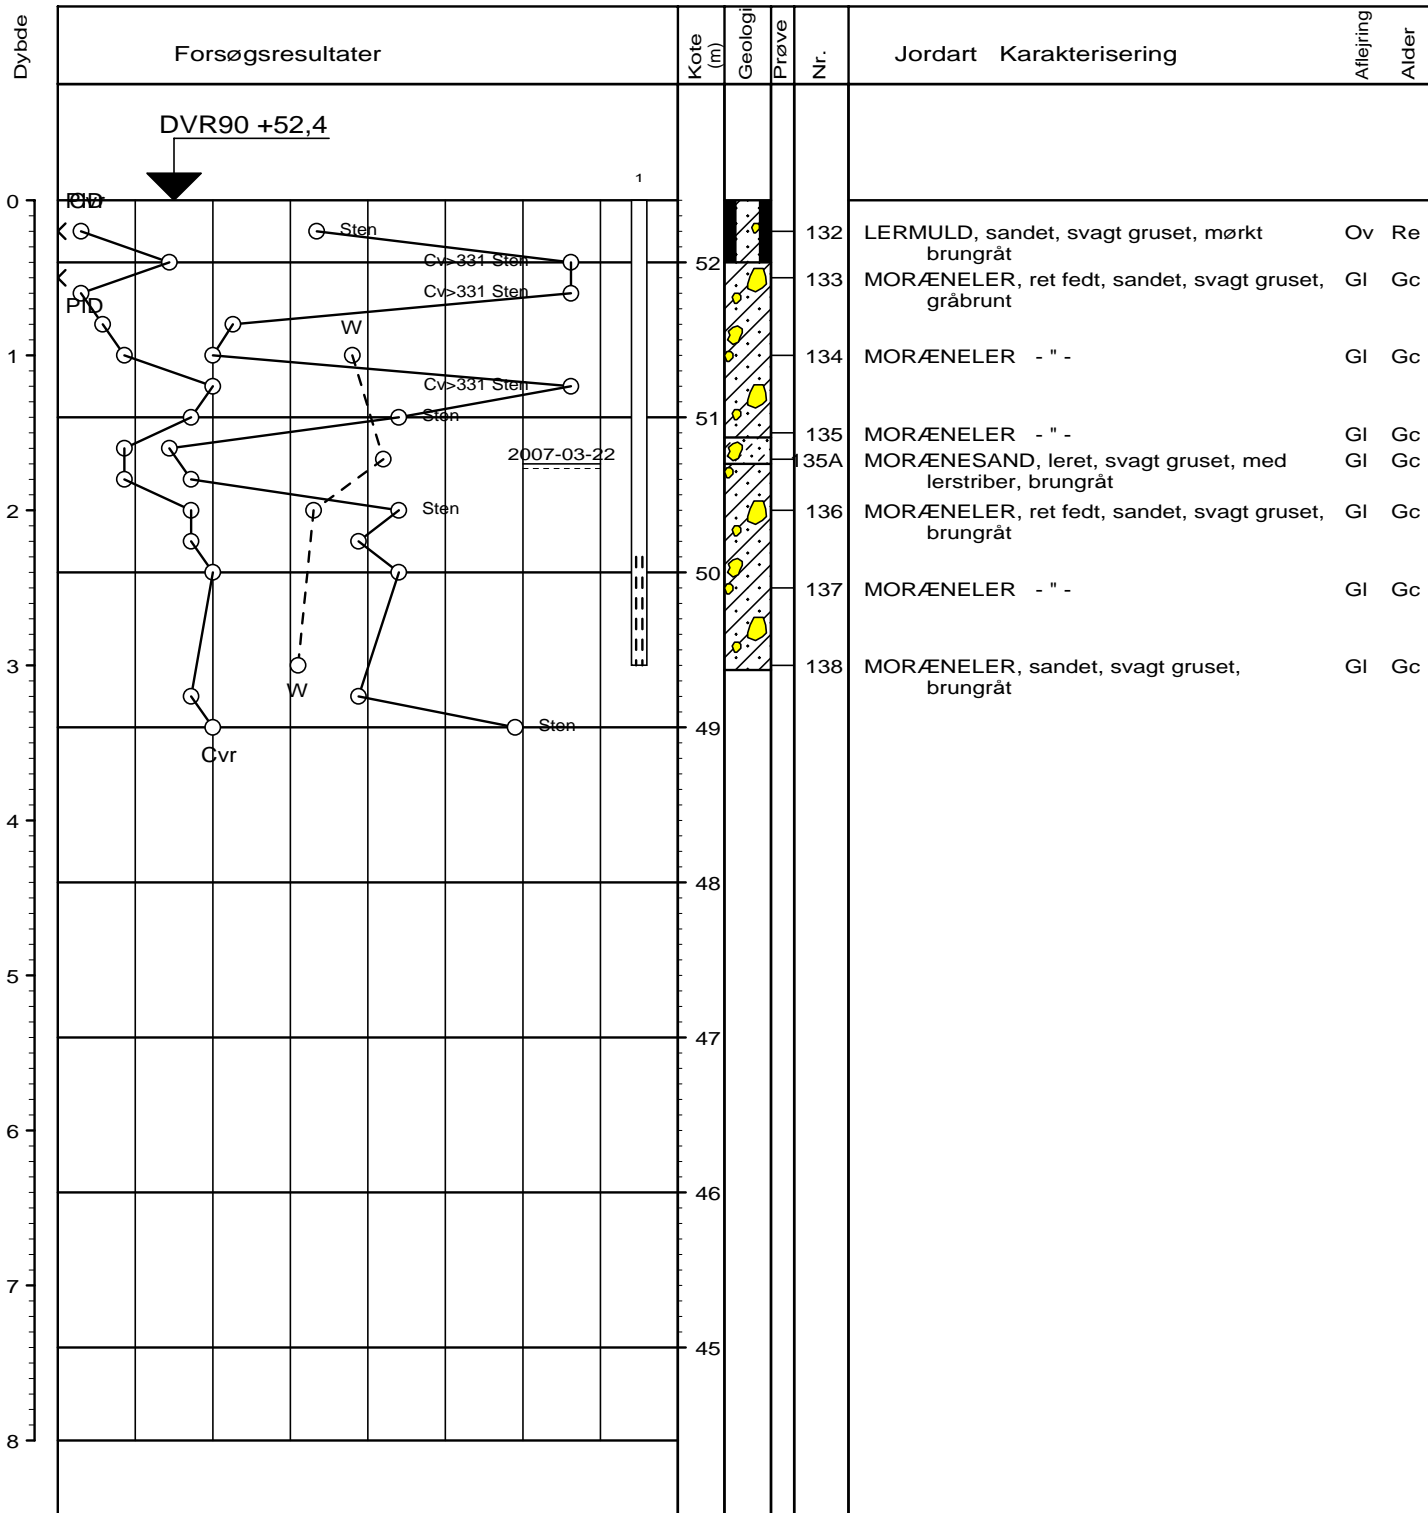 Dybde
Forsøgsresultater
Kote (m)
Geologi
Prøve
Nr.
Jordart Karakterisering
Aflejring
Alder
DVR90 +52,4
1
0
PID
Cvr
Sten
132 LERMULD, sandet, svagt gruset, mørkt Ov Re
brungråt
Cv>331 Sten
52
Cv>331 Sten
133 MORÆNELER, ret fedt, sandet, svagt gruset, Gl Gc
gråbrunt
PID
W
1
134 MORÆNELER - " - Gl Gc
Cv>331 Sten
Sten
51
135 MORÆNELER - " - Gl Gc
2007-03-22
135A MORÆNESAND, leret, svagt gruset, med Gl Gc
lerstriber, brungråt
2
Sten
136 MORÆNELER, ret fedt, sandet, svagt gruset, Gl Gc
brungråt
50
137 MORÆNELER - " - Gl Gc
3
W
138 MORÆNELER, sandet, svagt gruset, Gl Gc
brungråt
Sten
49
Cvr
4
48
5
47
6
46
7
45
8